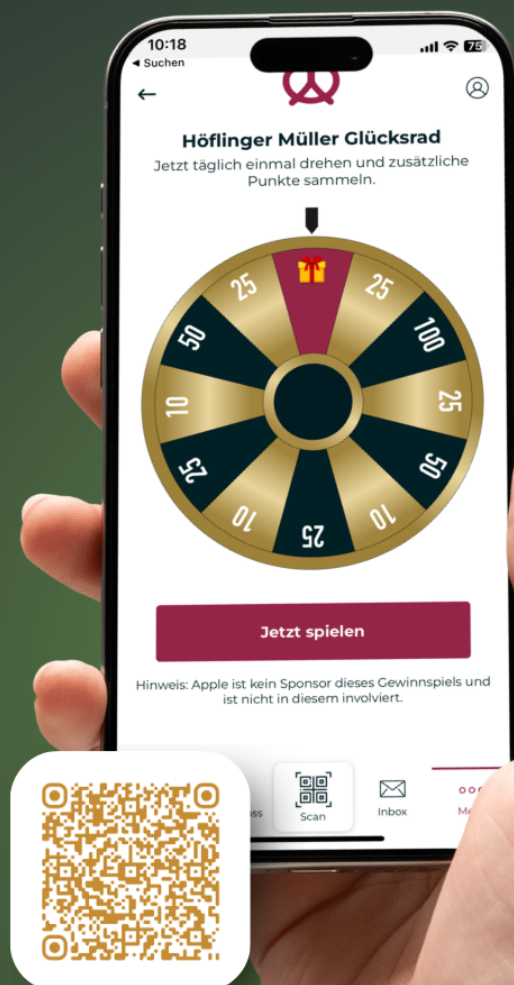 10:18
75
◀ Suchen
Höflinger Müller Glücksrad
Jetzt täglich einmal drehen und zusätzliche
Punkte sammeln.
25
25
50
100
10
25
25
50
10
10
25
Jetzt spielen
Hinweis: Apple ist kein Sponsor dieses Gewinnspiels und
ist nicht in diesem involviert.
Scan
Inbox